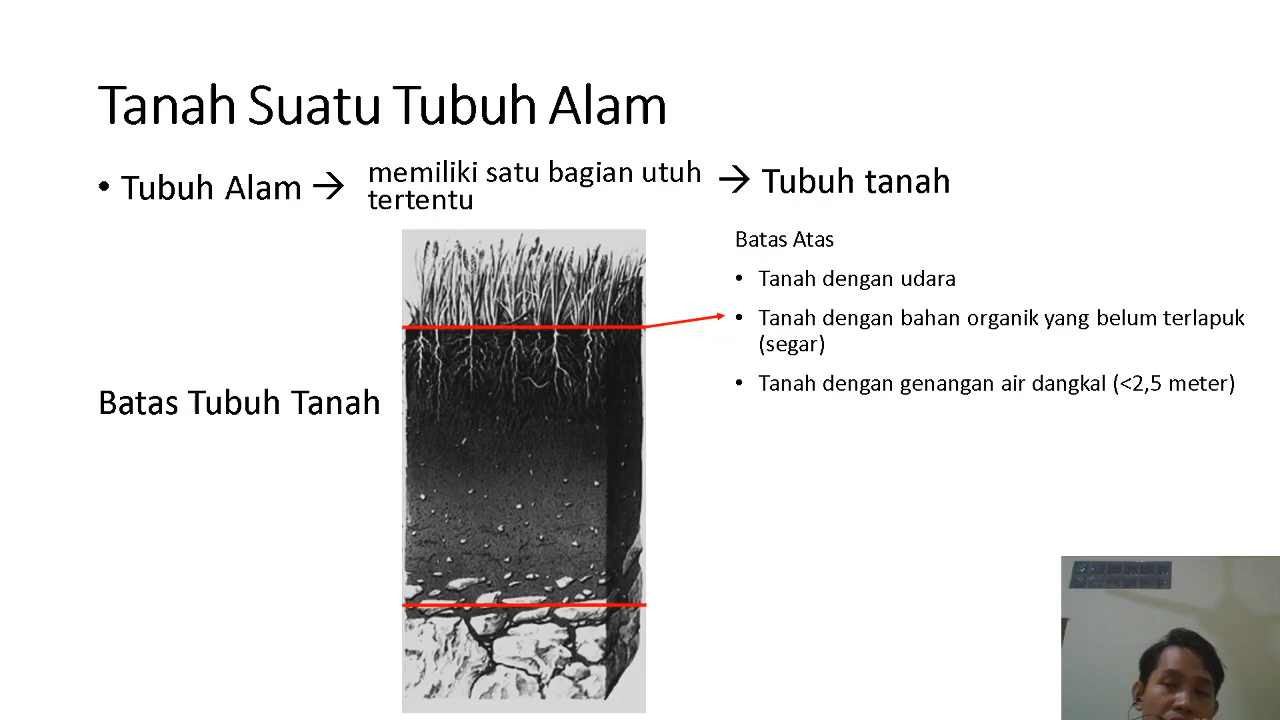 Tanah Suatu Tubuh Alam
• Tubuh Alam →
memiliki satu bagian utuh
tertentu
→ Tubuh tanah
Batas Atas
• Tanah dengan udara
• Tanah dengan bahan organik yang belum terlapuk
(segar)
• Tanah dengan genangan air dangkal (<2,5 meter)
Batas Tubuh Tanah